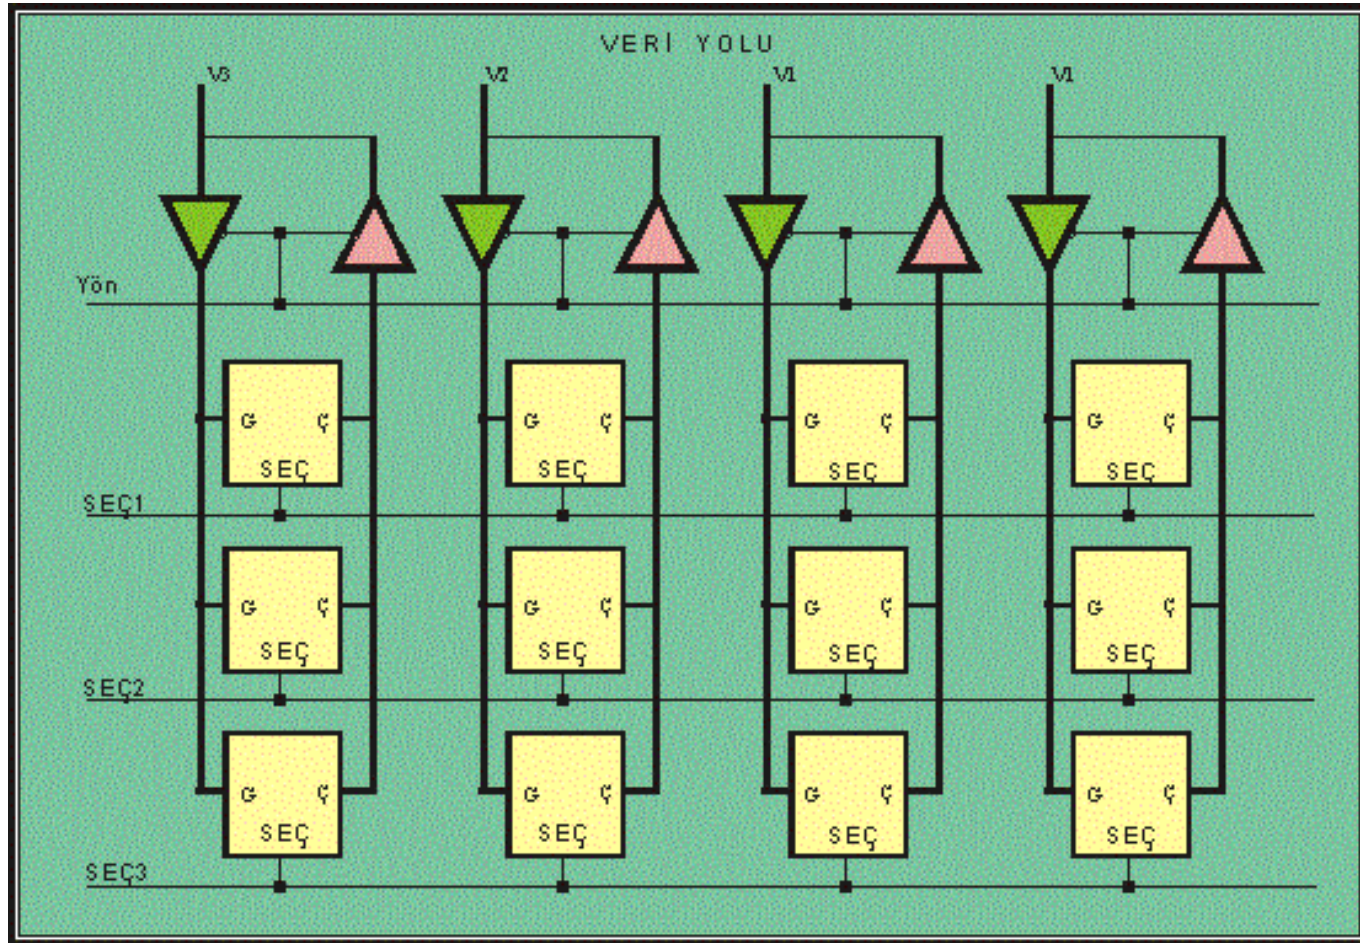 VERİ YOLU
V3 V2 V1 V1
Yön
G Ç G Ç G Ç G Ç
SEÇ SEÇ SEÇ SEÇ
SEÇ1
G Ç G Ç G Ç G Ç
SEÇ SEÇ SEÇ SEÇ
SEÇ2
G Ç G Ç G Ç G Ç
SEÇ SEÇ SEÇ SEÇ
SEÇ3